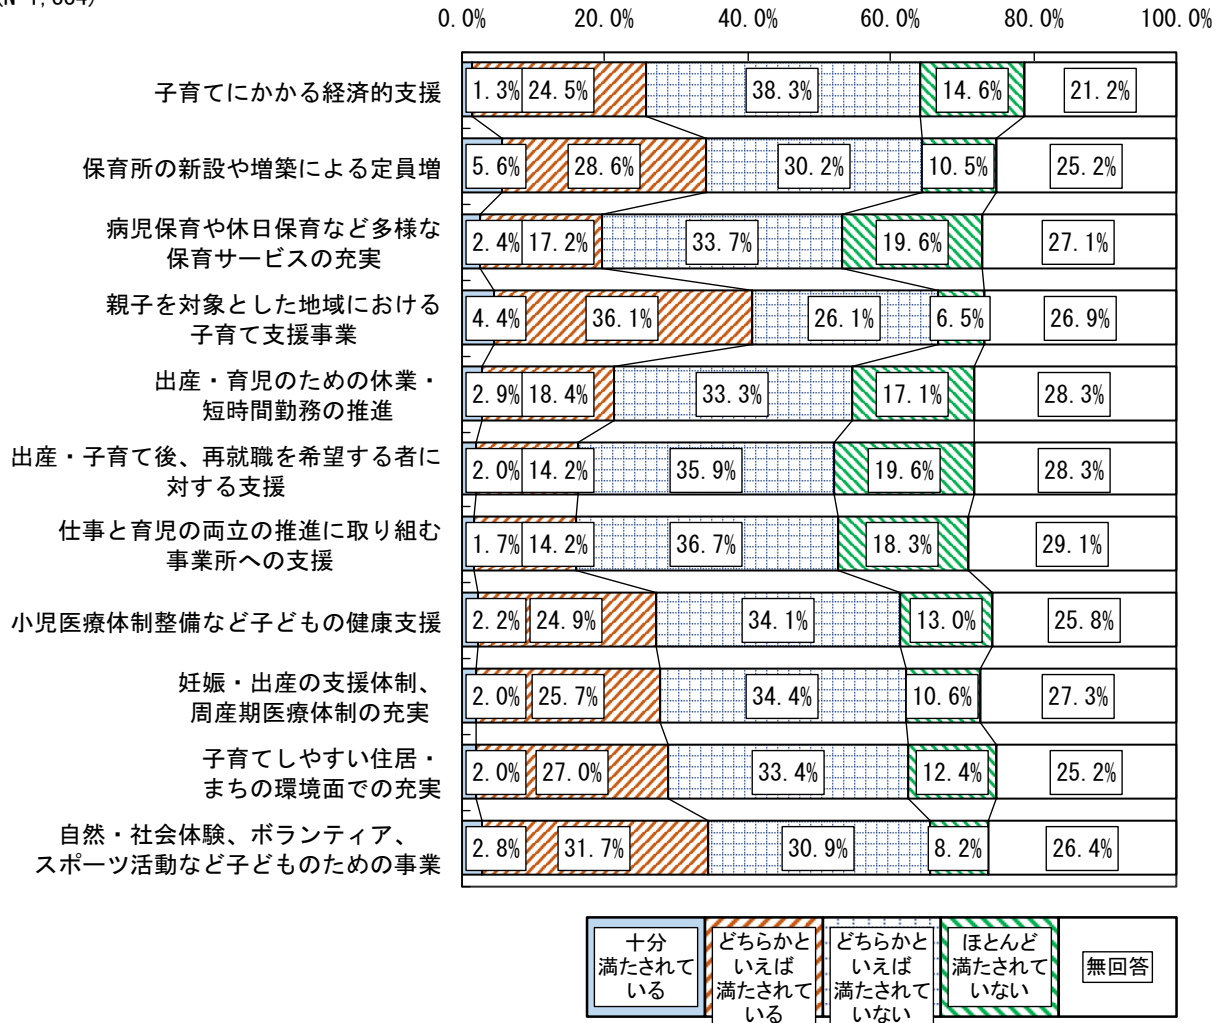 0.0% 20.0% 40.0% 60.0% 80.0% 100.0%
子育てにかかる経済的支援 1.3% 24.5% 38.3% 14.6% 21.2%
保育所の新設や増築による定員増 5.6% 28.6% 30.2% 10.5% 25.2%
病児保育や休日保育など多様な
保育サービスの充実 2.4% 17.2% 33.7% 19.6% 27.1%
親子を対象とした地域における
子育て支援事業 4.4% 36.1% 26.1% 6.5% 26.9%
出産・育児のための休業・
短時間勤務の推進 2.9% 18.4% 33.3% 17.1% 28.3%
出産・子育て後、再就職を希望する者に
対する支援 2.0% 14.2% 35.9% 19.6% 28.3%
仕事と育児の両立の推進に取り組む
事業所への支援 1.7% 14.2% 36.7% 18.3% 29.1%
小児医療体制整備など子どもの健康支援 2.2% 24.9% 34.1% 13.0% 25.8%
妊娠・出産の支援体制、
周産期医療体制の充実 2.0% 25.7% 34.4% 10.6% 27.3%
子育てしやすい住居・
まちの環境面での充実 2.0% 27.0% 33.4% 12.4% 25.2%
自然・社会体験、ボランティア、
スポーツ活動など子どものための事業 2.8% 31.7% 30.9% 8.2% 26.4%
十分
満たされて
いる
どちらかと
いえば
満たされて
いる
どちらかと
いえば
満たされて
いない
ほとんど
満たされて
いない
無回答